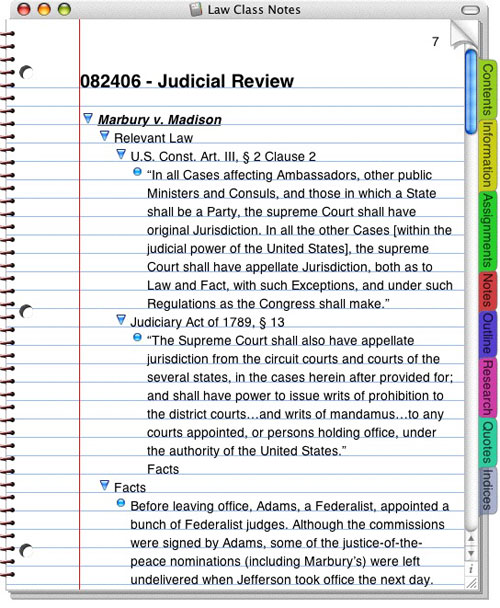 Law Class Notes
7
082406 - Judicial Review
Marbury v. Madison
Relevant Law
U.S. Const. Art. III, § 2 Clause 2
“In all Cases affecting Ambassadors, other public
Ministers and Consuls, and those in which a State
shall be a Party, the supreme Court shall have
original Jurisdiction. In all the other Cases [within the
judicial power of the United States], the supreme
Court shall have appellate Jurisdiction, both as to
Law and Fact, with such Exceptions, and under such
Regulations as the Congress shall make.”
Judiciary Act of 1789, § 13
“The Supreme Court shall also have appellate
jurisdiction from the circuit courts and courts of the
several states, in the cases herein after provided for;
and shall have power to issue writs of prohibition to
the district courts…and writs of mandamus…to any
courts appointed, or persons holding office, under
the authority of the United States.”
Facts
Facts
Before leaving office, Adams, a Federalist, appointed a
bunch of Federalist judges. Although the commissions
were signed by Adams, some of the justice-of-the-
peace nominations (including Marbury’s) were left
undelivered when Jefferson took office the next day.
Contents
Information
Assignments
Notes
Outline
Research
Quotes
Indices
i